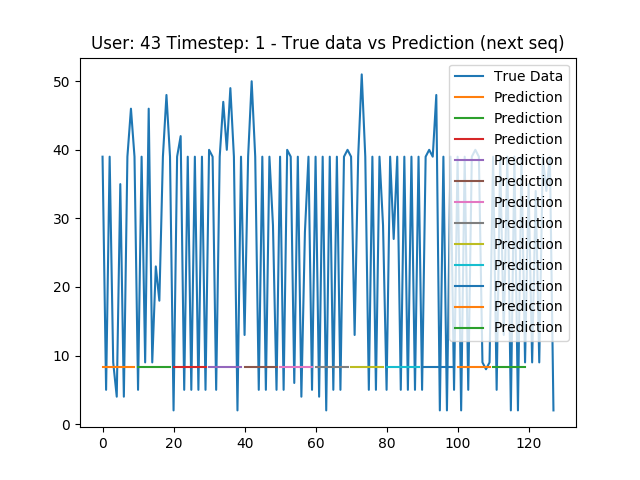 User: 43 Timestep: 1 - True data vs Prediction (next seq)
50
40
30
20
10
0
0 20 40 60 80 100 120
True Data
Prediction
Prediction
Prediction
Prediction
Prediction
Prediction
Prediction
Prediction
Prediction
Prediction
Prediction
Prediction